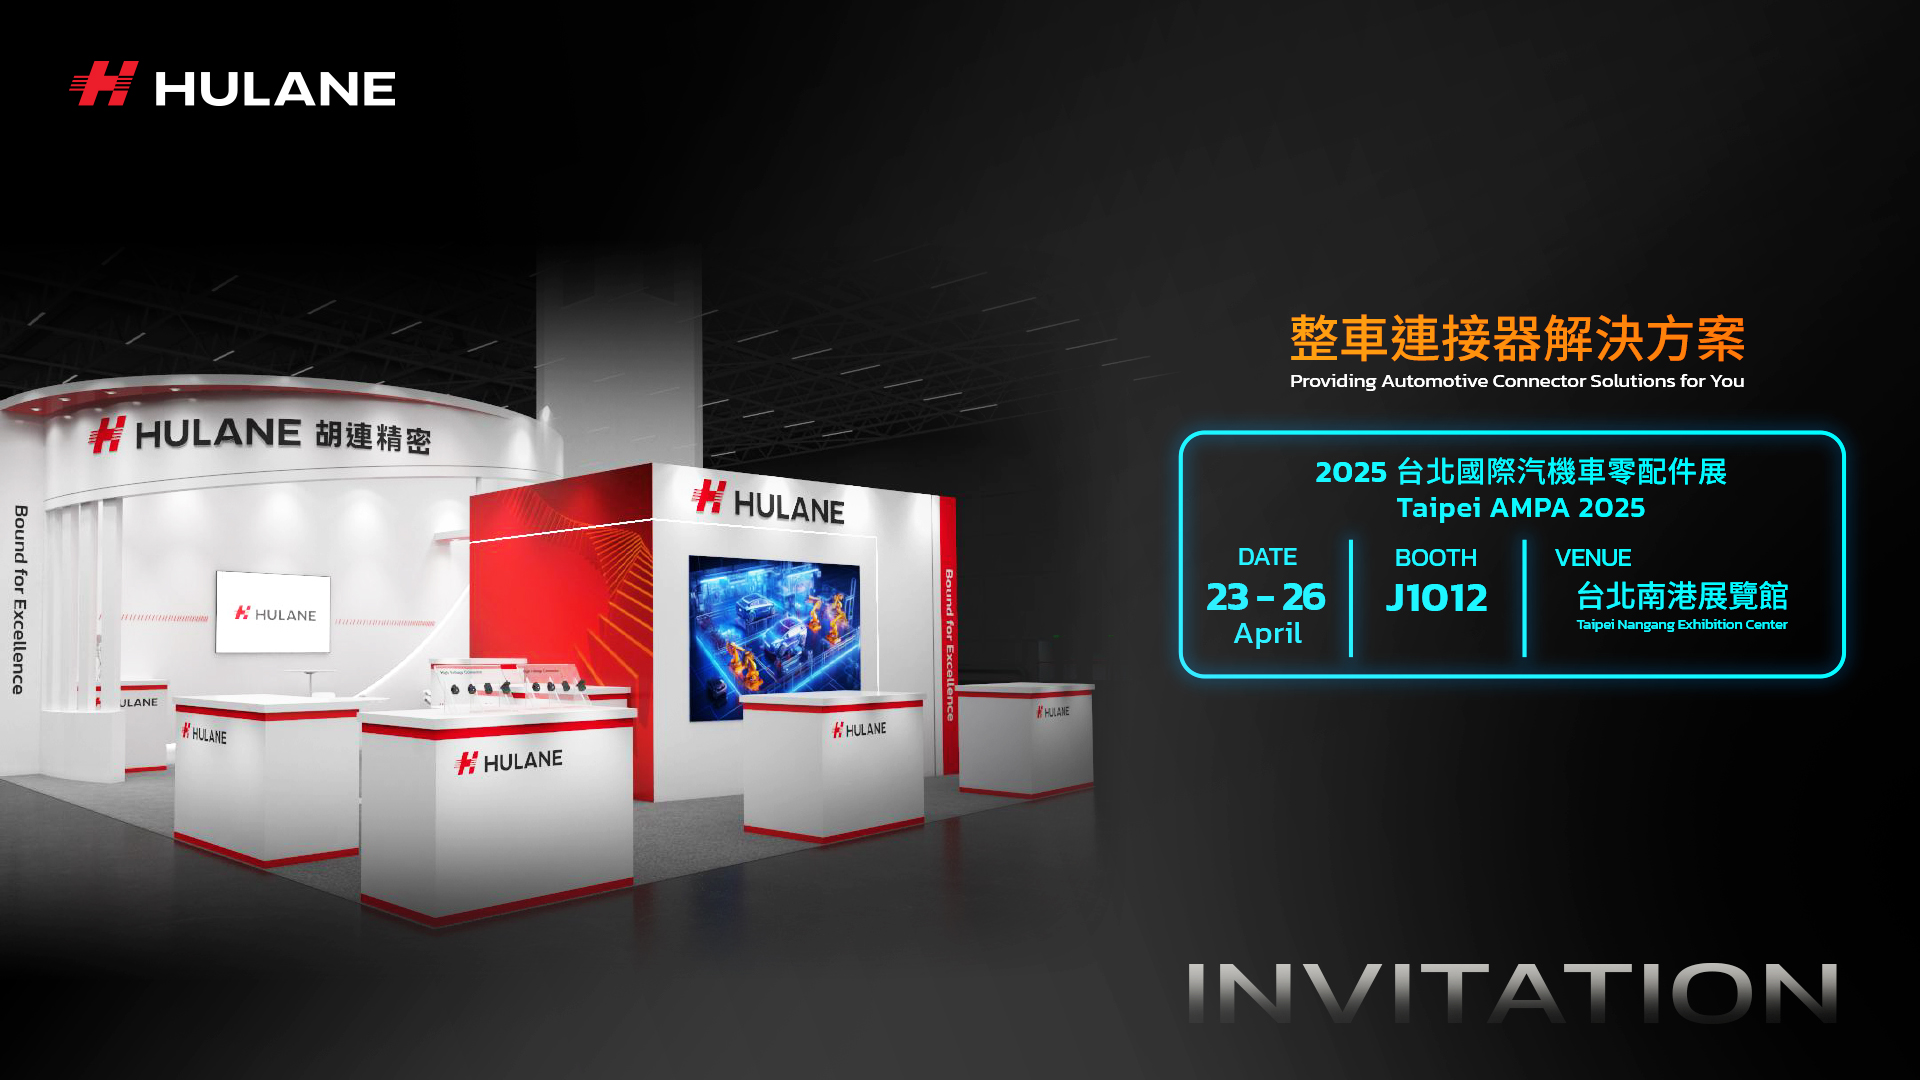 HULANE
整車連接器解決方案
Providing Automotive Connector Solutions for You
2025 台北國際汽機車零配件展
Taipei AMPA 2025
DATE
23 - 26
April
BOOTH
J1012
VENUE
台北南港展覽館
Taipei Nangang Exhibition Center
INVITATION
HULANE 胡連精密
HULANE
Bound for Excellence
HULANE
Bound for Excellence
ULANE
HULANE
HULANE
HULANE
HULANE